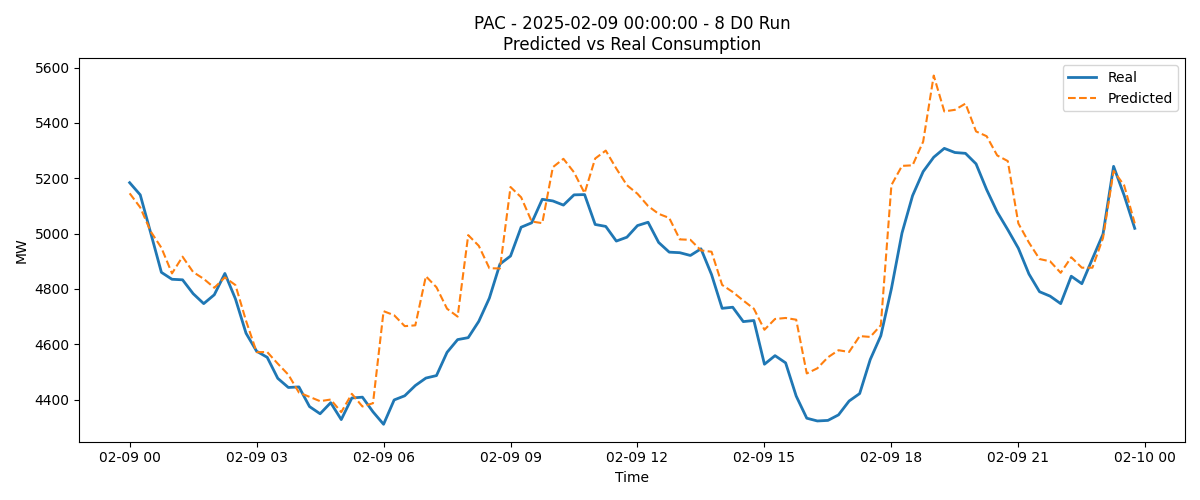 PAC - 2025-02-09 00:00:00 - 8 D0 Run
Predicted vs Real Consumption
Real
Predicted
MW
5600
5400
5200
5000
4800
4600
4400
02-09 00
02-09 03
02-09 06
02-09 09
02-09 12
02-09 15
02-09 18
02-09 21
02-10 00
Time